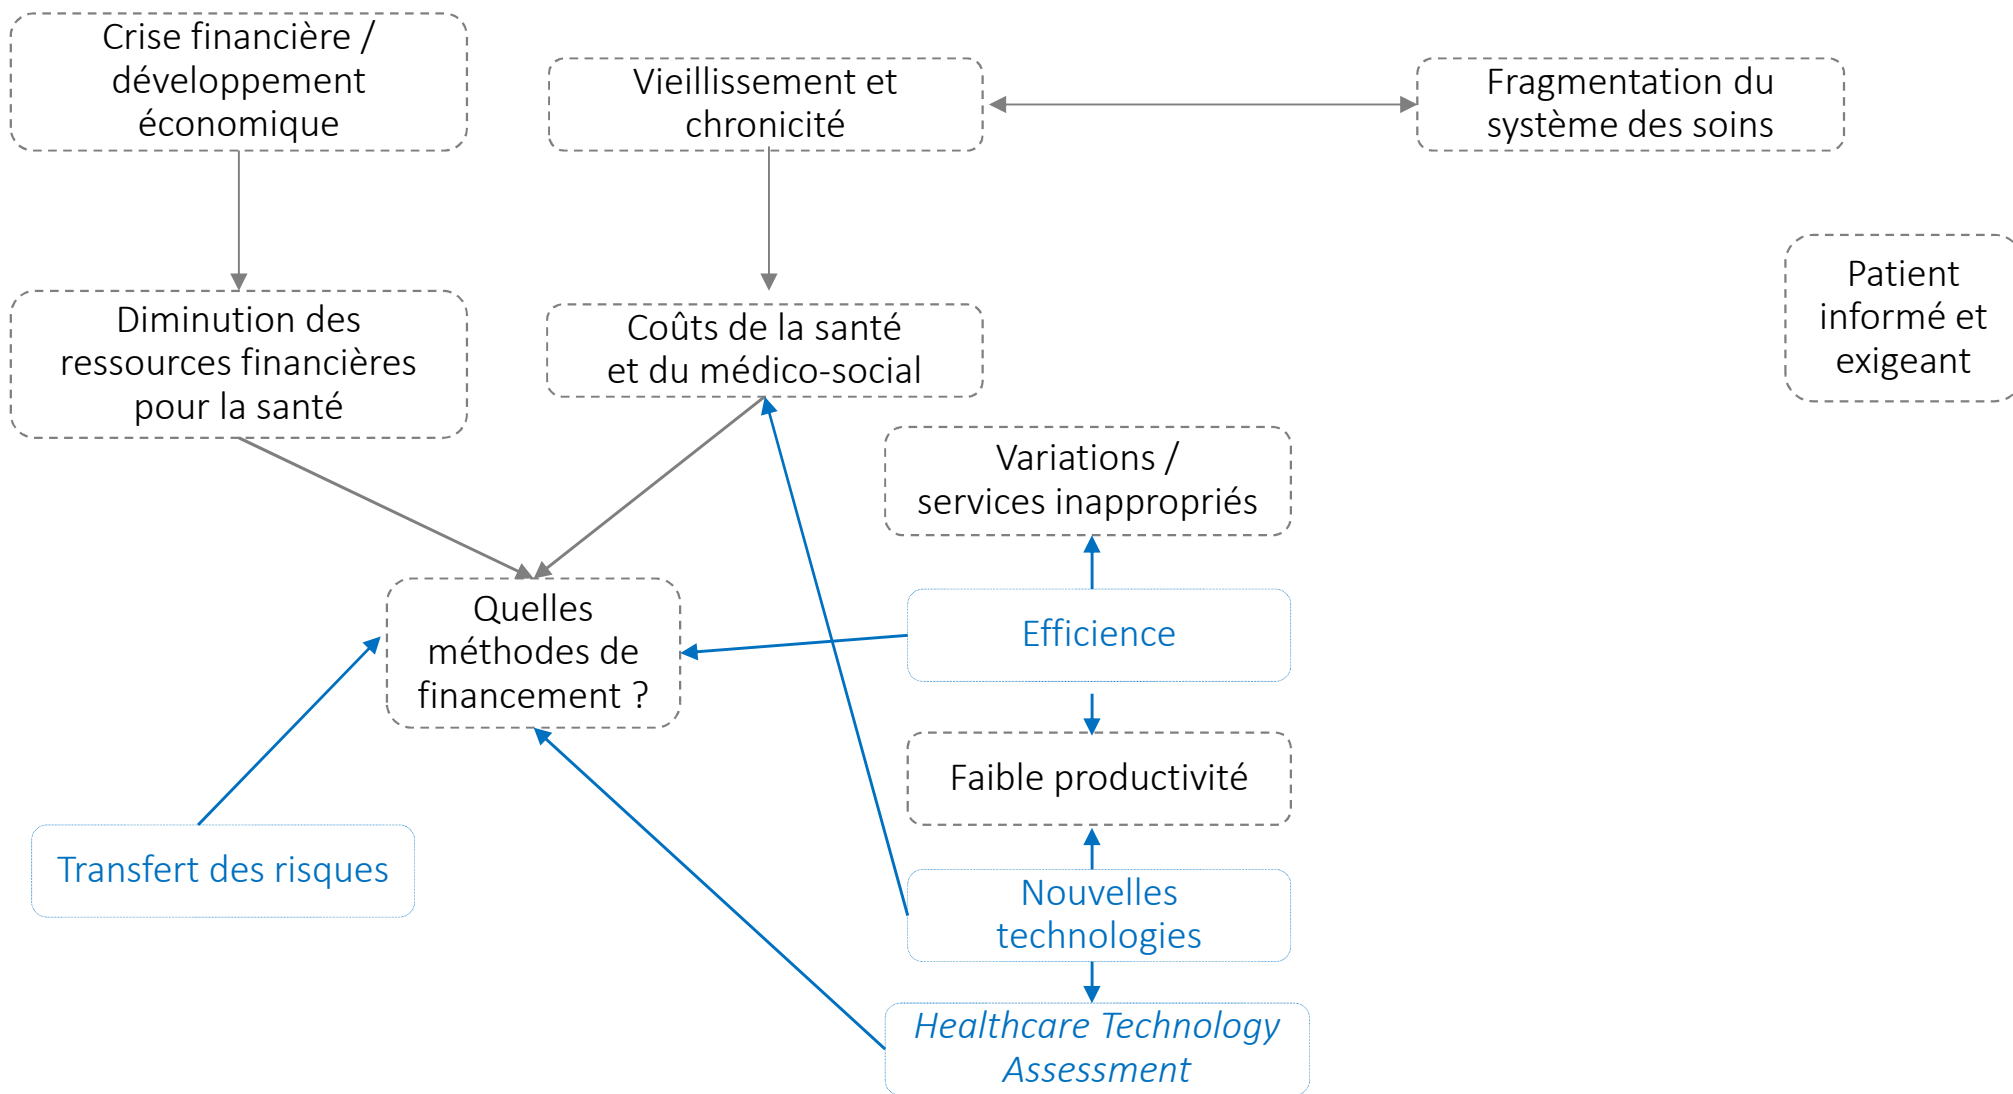 Crise financière /
développement
économique
Vieillissement et
chronicité
Fragmentation du
système des soins
Patient
informé et
exigeant
Diminution des
ressources financières
pour la santé
Coûts de la santé
et du médico-social
Variations /
services inappropriés
Quelles
méthodes de
financement ?
Efficience
Faible productivité
Transfert des risques
Nouvelles
technologies
Healthcare Technology
Assessment